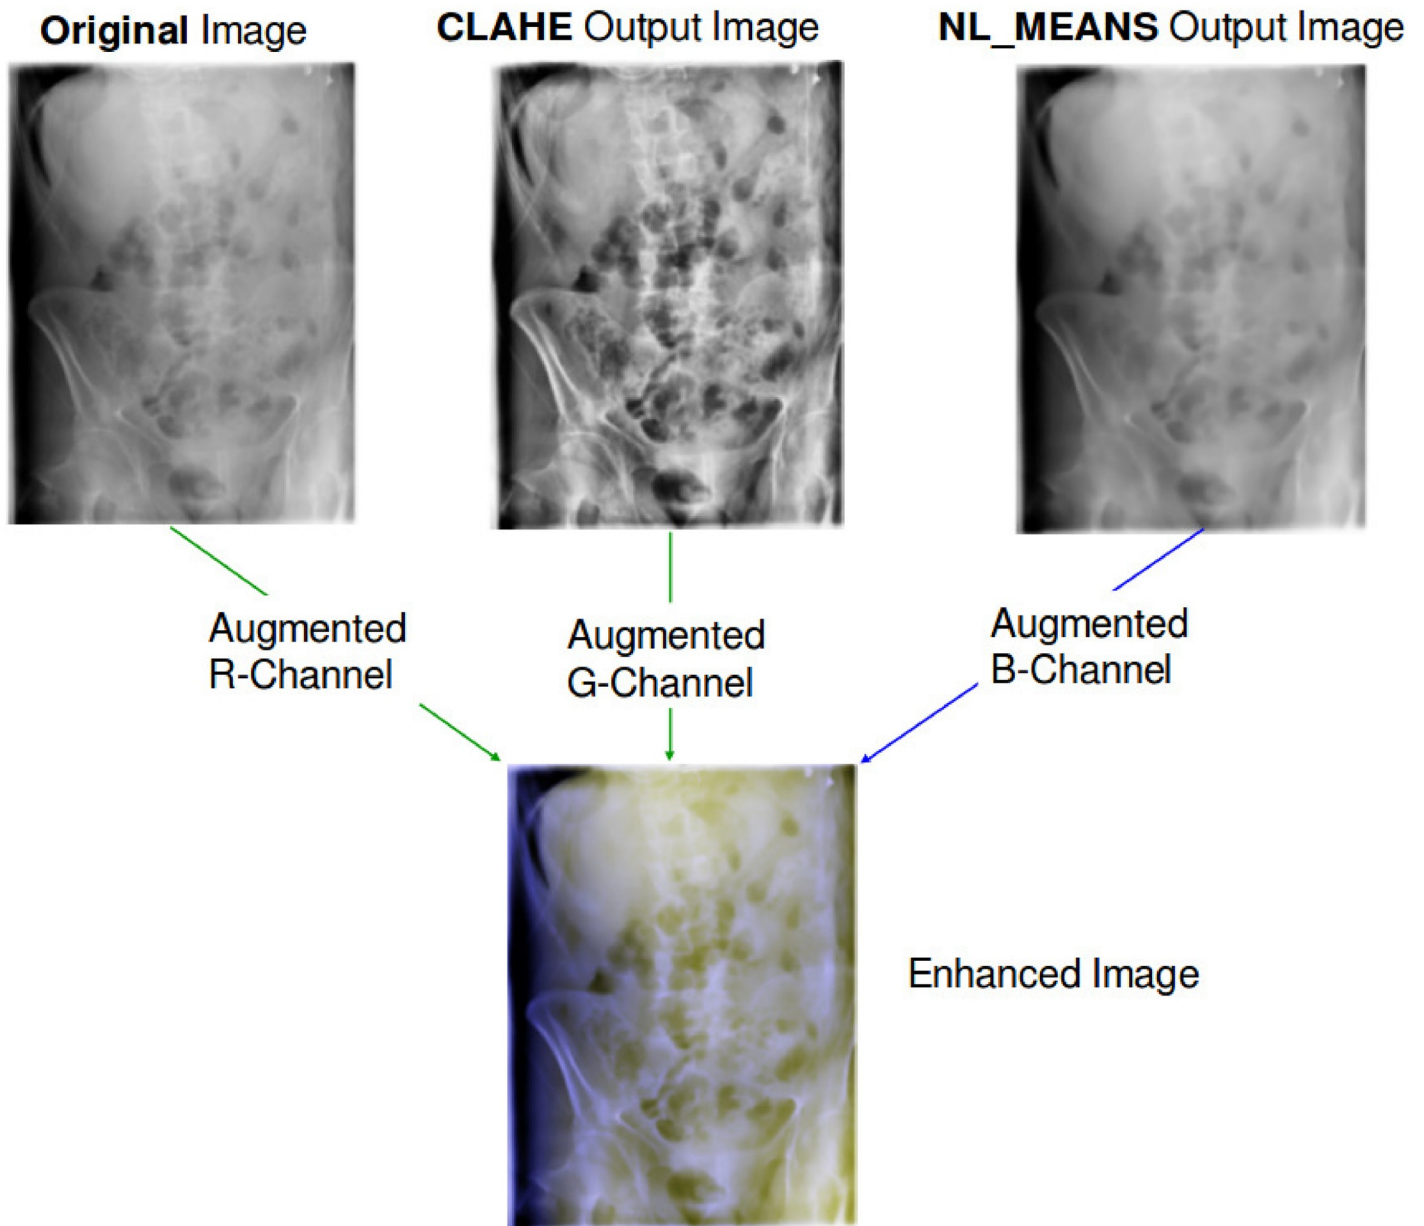 Original Image
CLAHE Output Image
NL_MEANS Output Image
Augmented
R-Channel
Augmented
G-Channel
Augmented
B-Channel
Enhanced Image